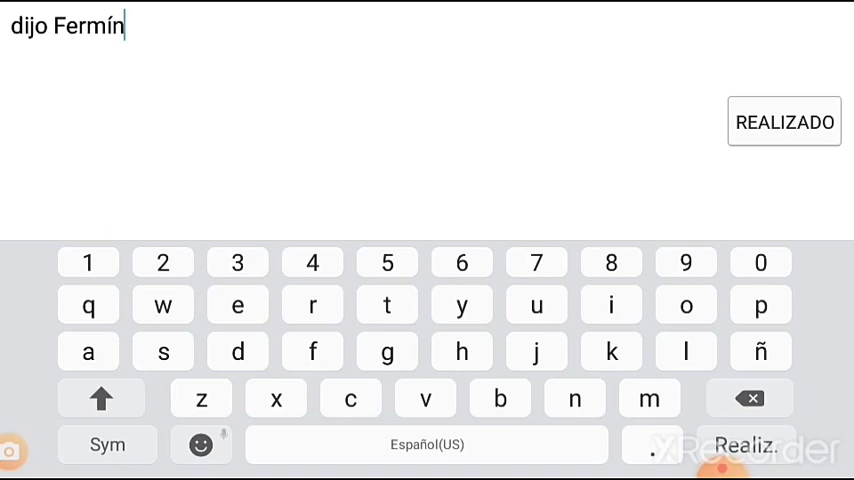 dijo Fermín
REALIZADO
1 2 3 4 5 6 7 8 9 0
q w e r t y u i o p
a s d f g h j k l ñ
z x c v b n m
Sym Español(US) . Realiz.
XRecorder